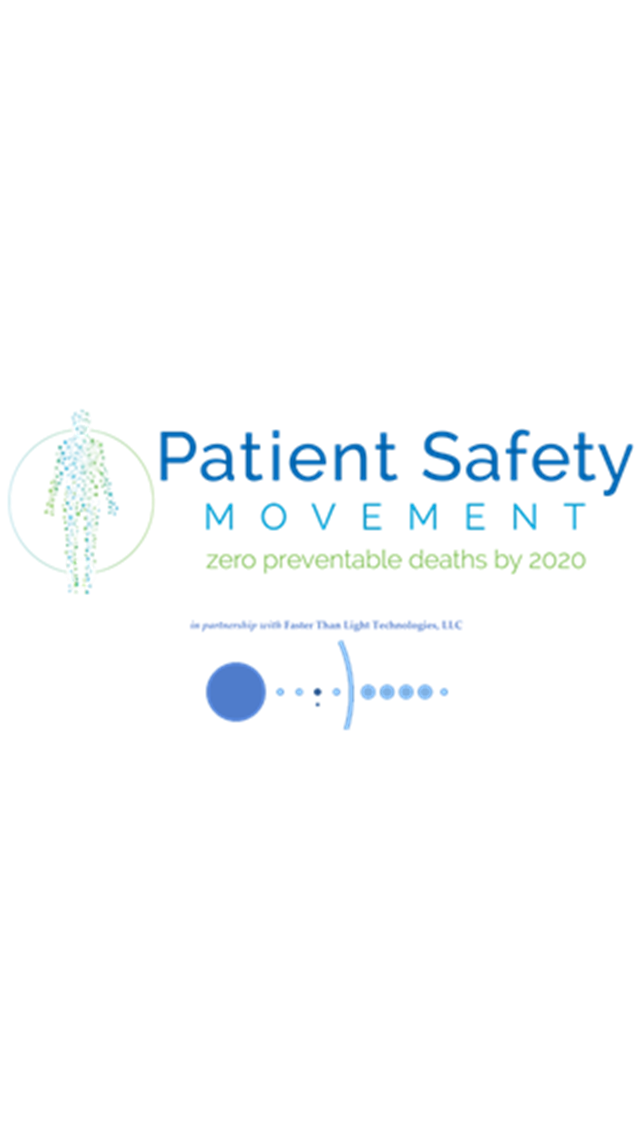 Patient Safety
MOVEMENT
zero preventable deaths by 2020
in partnership with Faster Than Light Technologies, LLC